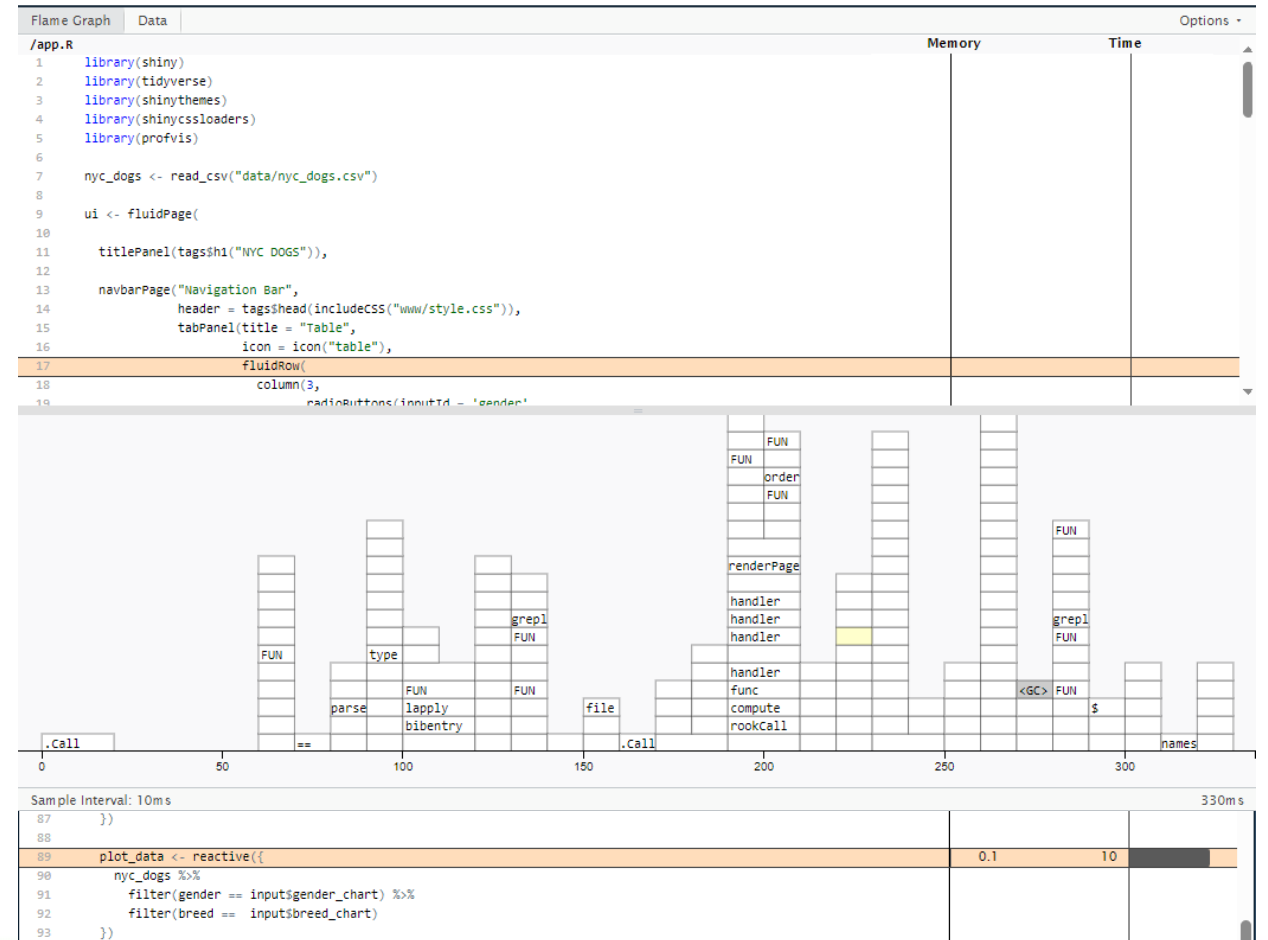 Flame Graph Data Options
/app.R Memory Time
1 library(shiny)
2 library(tidyverse)
3 library(shinythemes)
4 library(shinycssloaders)
5 library(profvis)
6
7 nyc_dogs <- read_csv("data/nyc_dogs.csv")
8
9 ui <- fluidPage(
10
11 titlePanel(tags$h1("NYC DOGS")),
12
13 navbarPage("Navigation Bar",
14 header = tags$head(includeCSS("www/style.css")),
15 tabPanel(title = "Table",
16 icon = icon("table"),
17 fluidRow(
18 column(3,
19 radioButtons(inputId = 'gender'
FUN
FUN
order
FUN
FUN
renderPage
handler
grepl handler grepl
FUN handler FUN
FUN type
handler
FUN FUN func <GC> FUN
parse lapply file compute $
bibentry rookCall
.Call == .Call names
0 50 100 150 200 250 300
Sample Interval: 10ms 330ms
87 })
88
89 plot_data <- reactive({ 0.1 10
90 nyc_dogs %>%
91 filter(gender == input$gender_chart) %>%
92 filter(breed == input$breed_chart)
93 })